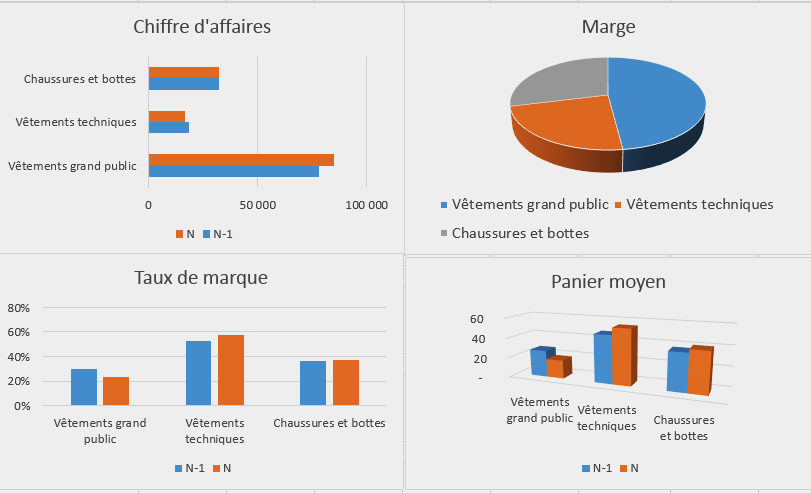 Chiffre d'affaires
Chaussures et bottes
Vêtements techniques
Vêtements grand public
0 50 000 100 000
N N-1
Marge
Vêtements grand public Vêtements techniques
Chaussures et bottes
Taux de marque
80%
60%
40%
20%
0%
Vêtements grand public
Vêtements techniques
Chaussures et bottes
N-1 N
Panier moyen
60
40
20
-
Vêtements grand public
Vêtements techniques
Chaussures et bottes
N-1 N